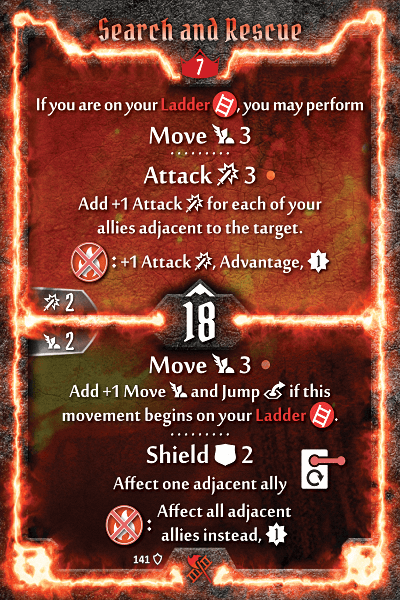 Search and Rescue
7
If you are on your Ladder, you may perform
Move 3
Attack 3
Add +1 Attack for each of your
allies adjacent to the target.
: +1 Attack, Advantage, 1
2
18
2
Move 3
Add +1 Move and Jump if this
movement begins on your Ladder.
Shield 2
Affect one adjacent ally
: Affect all adjacent
allies instead, 1
141